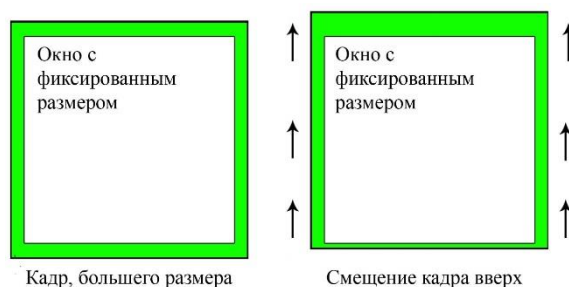 Окно с
фиксированным
размером
Окно с
фиксированным
размером
Кадр, большего размера
Смещение кадра вверх